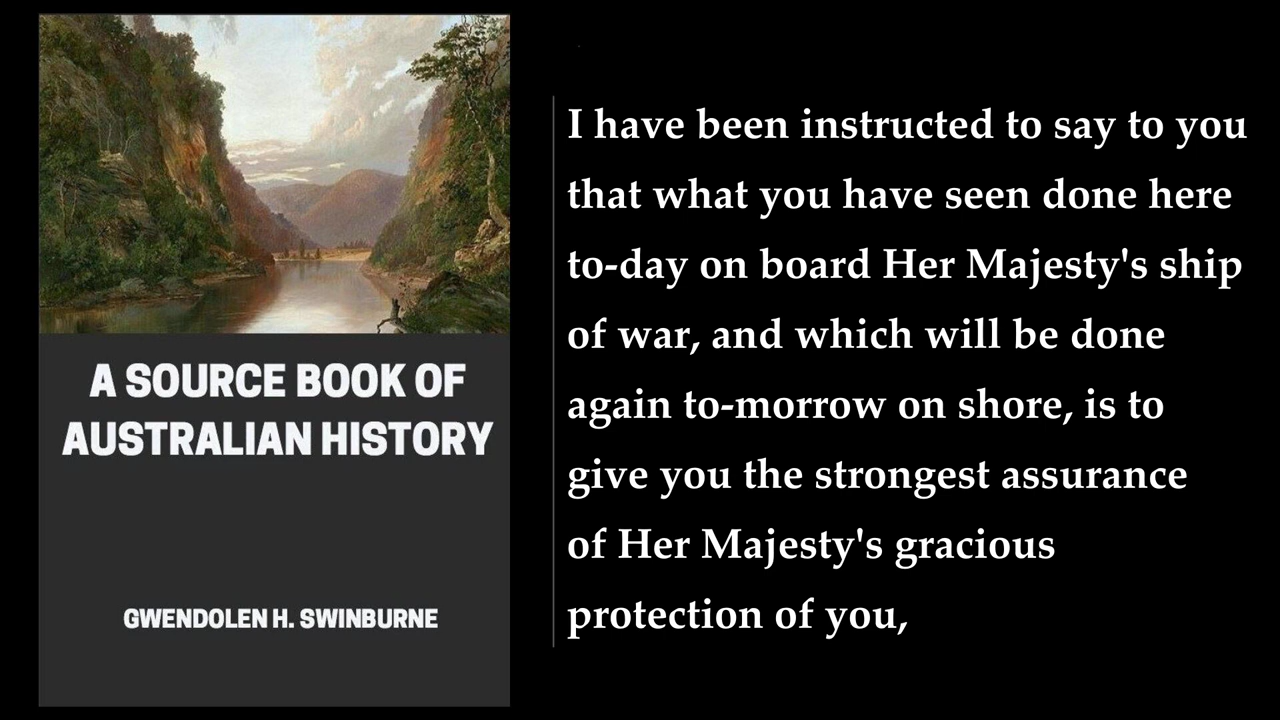 A SOURCE BOOK OF
AUSTRALIAN HISTORY
GWENDOLEN H. SWINBURNE
I have been instructed to say to you
that what you have seen done here
to-day on board Her Majesty's ship
of war, and which will be done
again to-morrow on shore, is to
give you the strongest assurance
of Her Majesty's gracious
protection of you,